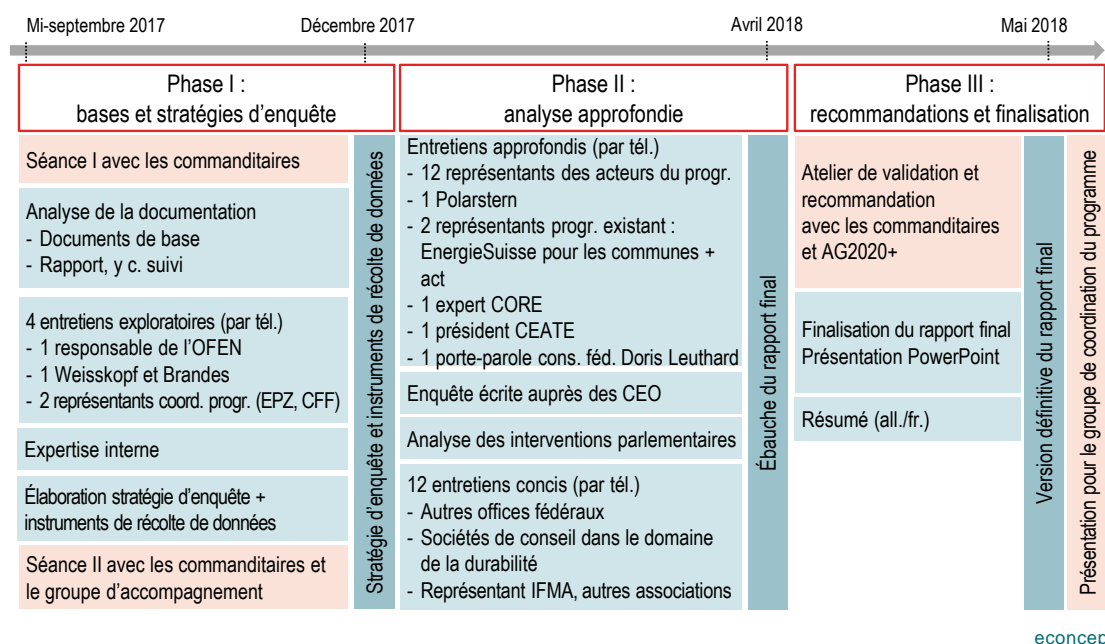 Mi-septembre 2017
Décembre 2017
Avril 2018
Mai 2018
Phase I :
bases et stratégies d'enquête
Phase II :
analyse approfondie
Phase III :
recommandations et finalisation
Séance I avec les commanditaires
Analyse de la documentation
- Documents de base
- Rapport, y c. suivi
4 entretiens exploratoires (par tél.)
- 1 responsable de l'OFEN
- 1 Weisskopf et Brandes
- 2 représentants coord. progr. (EPZ, CFF)
Expertise interne
Élaboration stratégie d'enquête +
instruments de récolte de données
Séance II avec les commanditaires et
le groupe d'accompagnement
Stratégie d'enquête et instruments de récolte de données
Entretiens approfondis (par tél.)
- 12 représentants des acteurs du progr.
- 1 Polarstern
- 2 représentants progr. existant :
EnergieSuisse pour les communes +
act
- 1 expert CORE
- 1 président CEATE
- 1 porte-parole cons. féd. Doris Leuthard
Enquête écrite auprès des CEO
Analyse des interventions parlementaires
12 entretiens concis (par tél.)
- Autres offices fédéraux
- Sociétés de conseil dans le domaine
de la durabilité
- Représentant IFMA, autres associations
Ébauche du rapport final
Atelier de validation et
recommandation
avec les commanditaires
et AG2020+
Finalisation du rapport final
Présentation PowerPoint
Résumé (all./fr.)
Version définitive du rapport final
Présentation pour le groupe de coordination du programme
econcep